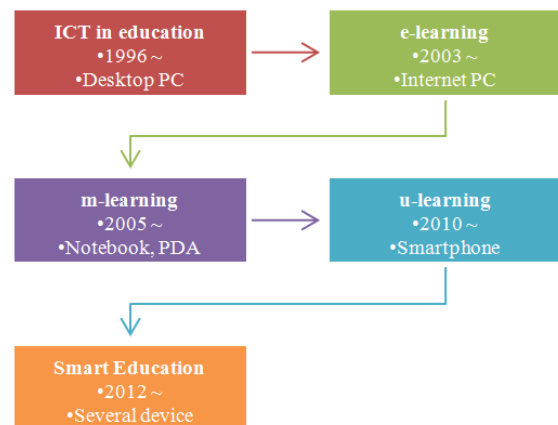 ICT in education
•1996 ~
•Desktop PC
e-learning
•2003 ~
•Internet PC
m-learning
•2005 ~
•Notebook, PDA
u-learning
•2010 ~
•Smartphone
Smart Education
•2012 ~
•Several device